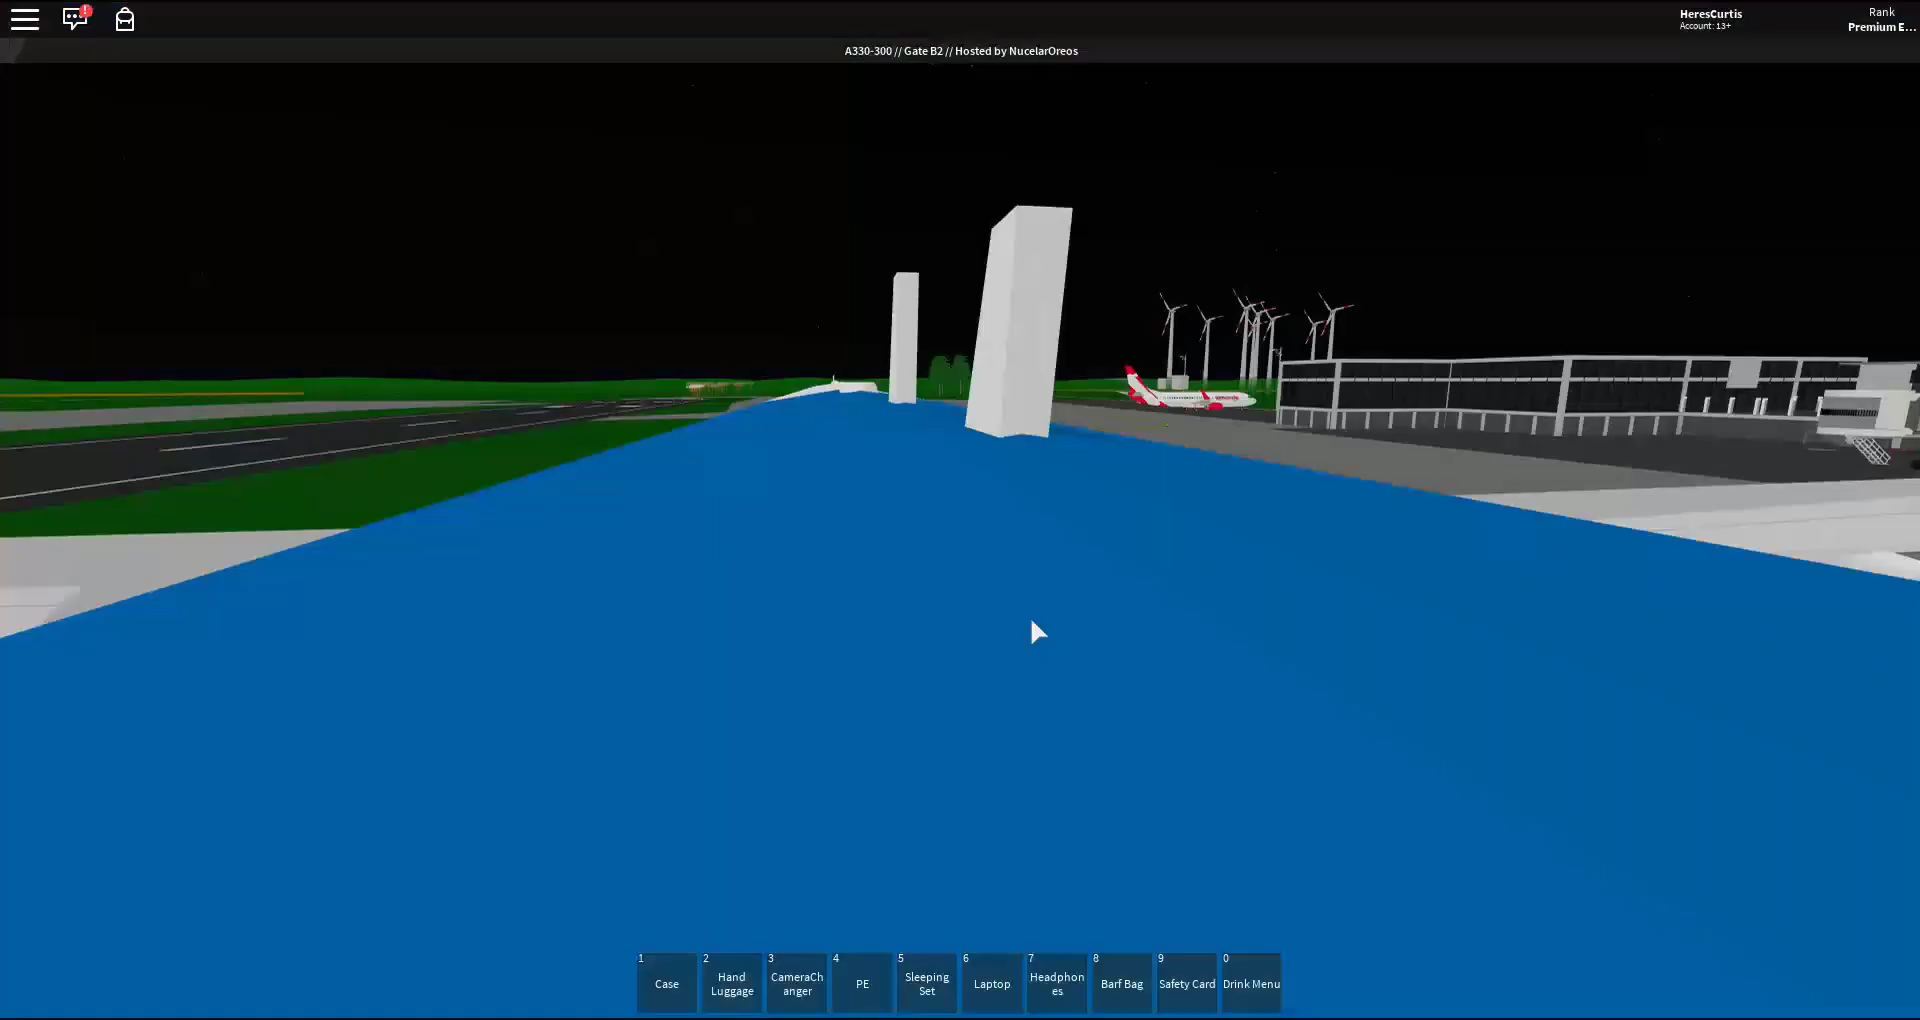 HeresCurtis
Account: 13+
Rank
Premium E...
A330-300 // Gate B2 // Hosted by NucelarOreos
1
Case
2
Hand
Luggage
3
CameraCh
anger
4
PE
5
Sleeping
Set
6
Laptop
7
Headphon
es
8
Barf Bag
9
Safety Card
0
Drink Menu